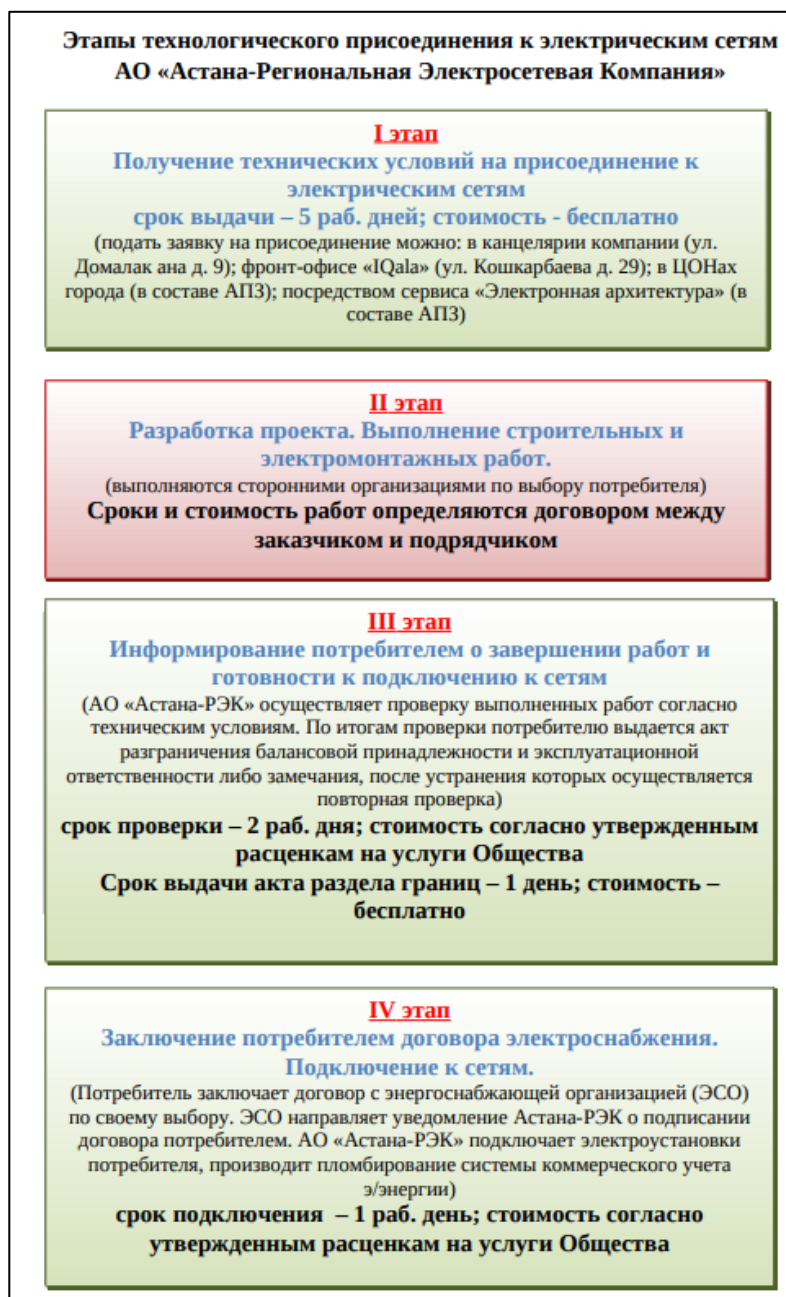 Этапы технологического присоединения к электрическим сетям
АО «Астана-Региональная Электросетевая Компания»
I этап
Получение технических условий на присоединение к
электрическим сетям
срок выдачи – 5 раб. дней; стоимость - бесплатно
(подать заявку на присоединение можно: в канцелярии компании (ул.
Домалак ана д. 9); фронт-офисе «IQala» (ул. Кошкарбаева д. 29); в ЦОНах
города (в составе АПЗ); посредством сервиса «Электронная архитектура» (в
составе АПЗ)
II этап
Разработка проекта. Выполнение строительных и
электромонтажных работ.
(выполняются сторонними организациями по выбору потребителя)
Сроки и стоимость работ определяются договором между
заказчиком и подрядчиком
III этап
Информирование потребителем о завершении работ и
готовности к подключению к сетям
(АО «Астана-РЭК» осуществляет проверку выполненных работ согласно
техническим условиям. По итогам проверки потребителю выдается акт
разграничения балансовой принадлежности и эксплуатационной
ответственности либо замечания, после устранения которых осуществляется
повторная проверка)
срок проверки – 2 раб. дня; стоимость согласно утвержденным
расценкам на услуги Общества
Срок выдачи акта раздела границ – 1 день; стоимость –
бесплатно
IV этап
Заключение потребителем договора электроснабжения.
Подключение к сетям.
(Потребитель заключает договор с энергоснабжающей организацией (ЭСО)
по своему выбору. ЭСО направляет уведомление Астана-РЭК о подписании
договора потребителем. АО «Астана-РЭК» подключает электроустановки
потребителя, производит пломбирование системы коммерческого учета
э/энергии)
срок подключения – 1 раб. день; стоимость согласно
утвержденным расценкам на услуги Общества